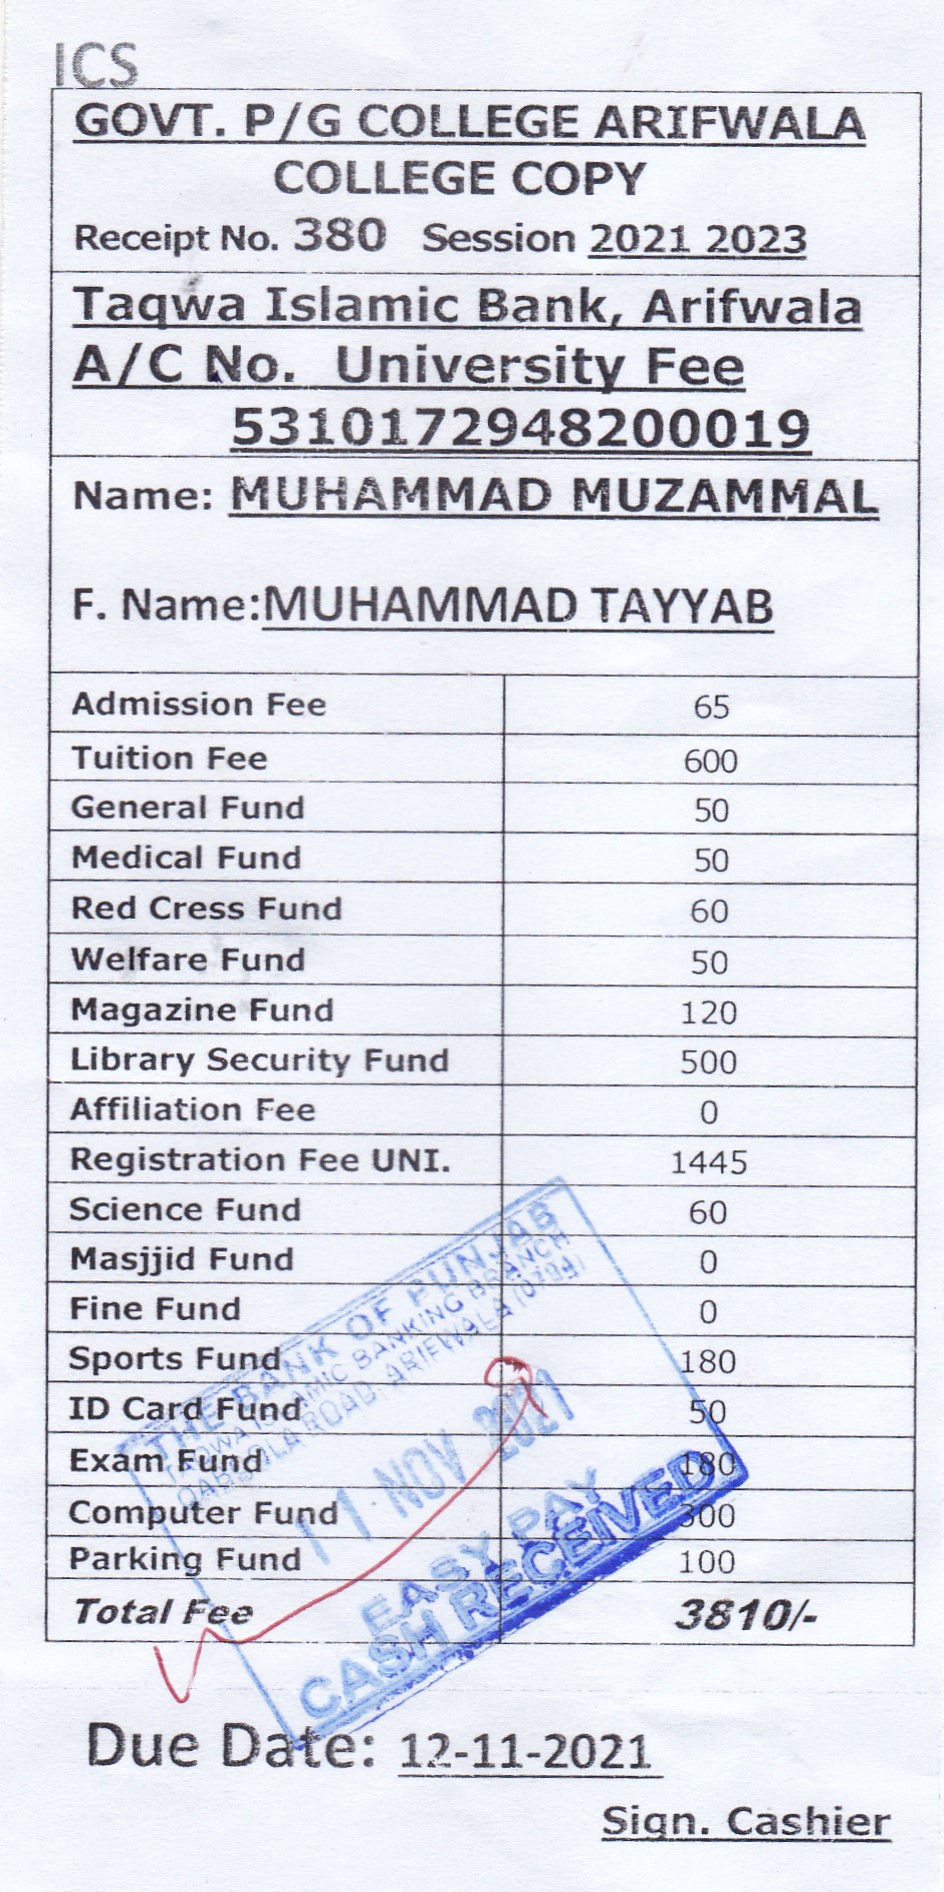 ICS
GOVT. P/G COLLEGE ARIFWALA
COLLEGE COPY
Receipt No. 380 Session 2021 2023
Taqwa Islamic Bank, Arifwala
A/C No. University Fee
5310172948200019
Name: MUHAMMAD MUZAMMAL
F. Name:MUHAMMAD TAYYAB
Admission Fee 65
Tuition Fee 600
General Fund 50
Medical Fund 50
Red Cress Fund 60
Welfare Fund 50
Magazine Fund 120
Library Security Fund 500
Affiliation Fee 0
Registration Fee UNI. 1445
Science Fund 60
Masjjid Fund 0
Fine Fund 0
Sports Fund 180
ID Card Fund 50
Exam Fund 180
Computer Fund 300
Parking Fund 100
Total Fee 3810/-
THE BANK OF PUNJAB
TAQWA ISLAMIC BANKING BRANCH
ROAD, ARIFWALA
11 NOV 2021
EASY PAY
CASH RECEIVED
Due Date: 12-11-2021
Sign. Cashier